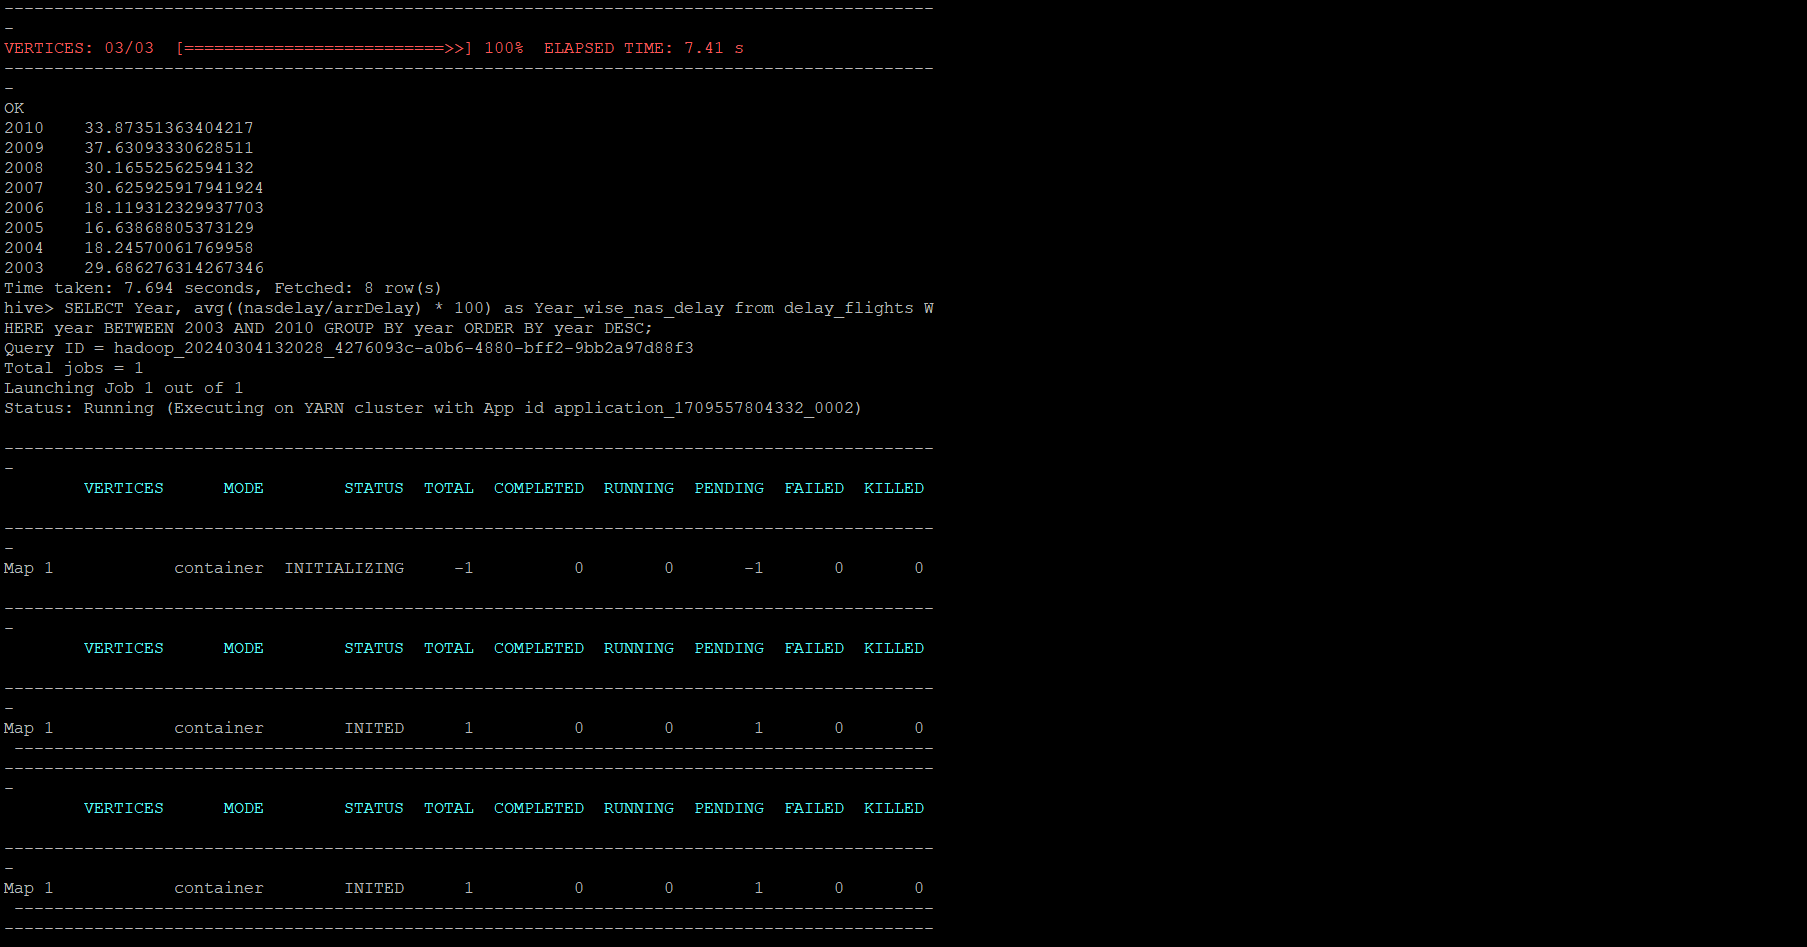 ---------------------------------------------------------------------------------------------
-
VERTICES: 03/03  [==========================>>] 100%  ELAPSED TIME: 7.41 s
---------------------------------------------------------------------------------------------
-
OK
2010    33.87351363404217
2009    37.63093330628511
2008    30.16552562594132
2007    30.625925917941924
2006    18.119312329937703
2005    16.63868805373129
2004    18.24570061769958
2003    29.686276314267346
Time taken: 7.694 seconds, Fetched: 8 row(s)
hive> SELECT Year, avg((nasdelay/arrDelay) * 100) as Year_wise_nas_delay from delay_flights W
HERE year BETWEEN 2003 AND 2010 GROUP BY year ORDER BY year DESC;
Query ID = hadoop_20240304132028_4276093c-a0b6-4880-bff2-9bb2a97d88f3
Total jobs = 1
Launching Job 1 out of 1
Status: Running (Executing on YARN cluster with App id application_1709557804332_0002)
---------------------------------------------------------------------------------------------
-
        VERTICES      MODE        STATUS  TOTAL  COMPLETED  RUNNING  PENDING  FAILED  KILLED
---------------------------------------------------------------------------------------------
-
Map 1            container  INITIALIZING     -1          0        0       -1       0       0
---------------------------------------------------------------------------------------------
-
        VERTICES      MODE        STATUS  TOTAL  COMPLETED  RUNNING  PENDING  FAILED  KILLED
---------------------------------------------------------------------------------------------
-
Map 1            container        INITED      1          0        0        1       0       0
 --------------------------------------------------------------------------------------------
---------------------------------------------------------------------------------------------
-
        VERTICES      MODE        STATUS  TOTAL  COMPLETED  RUNNING  PENDING  FAILED  KILLED
---------------------------------------------------------------------------------------------
-
Map 1            container        INITED      1          0        0        1       0       0
 --------------------------------------------------------------------------------------------
---------------------------------------------------------------------------------------------